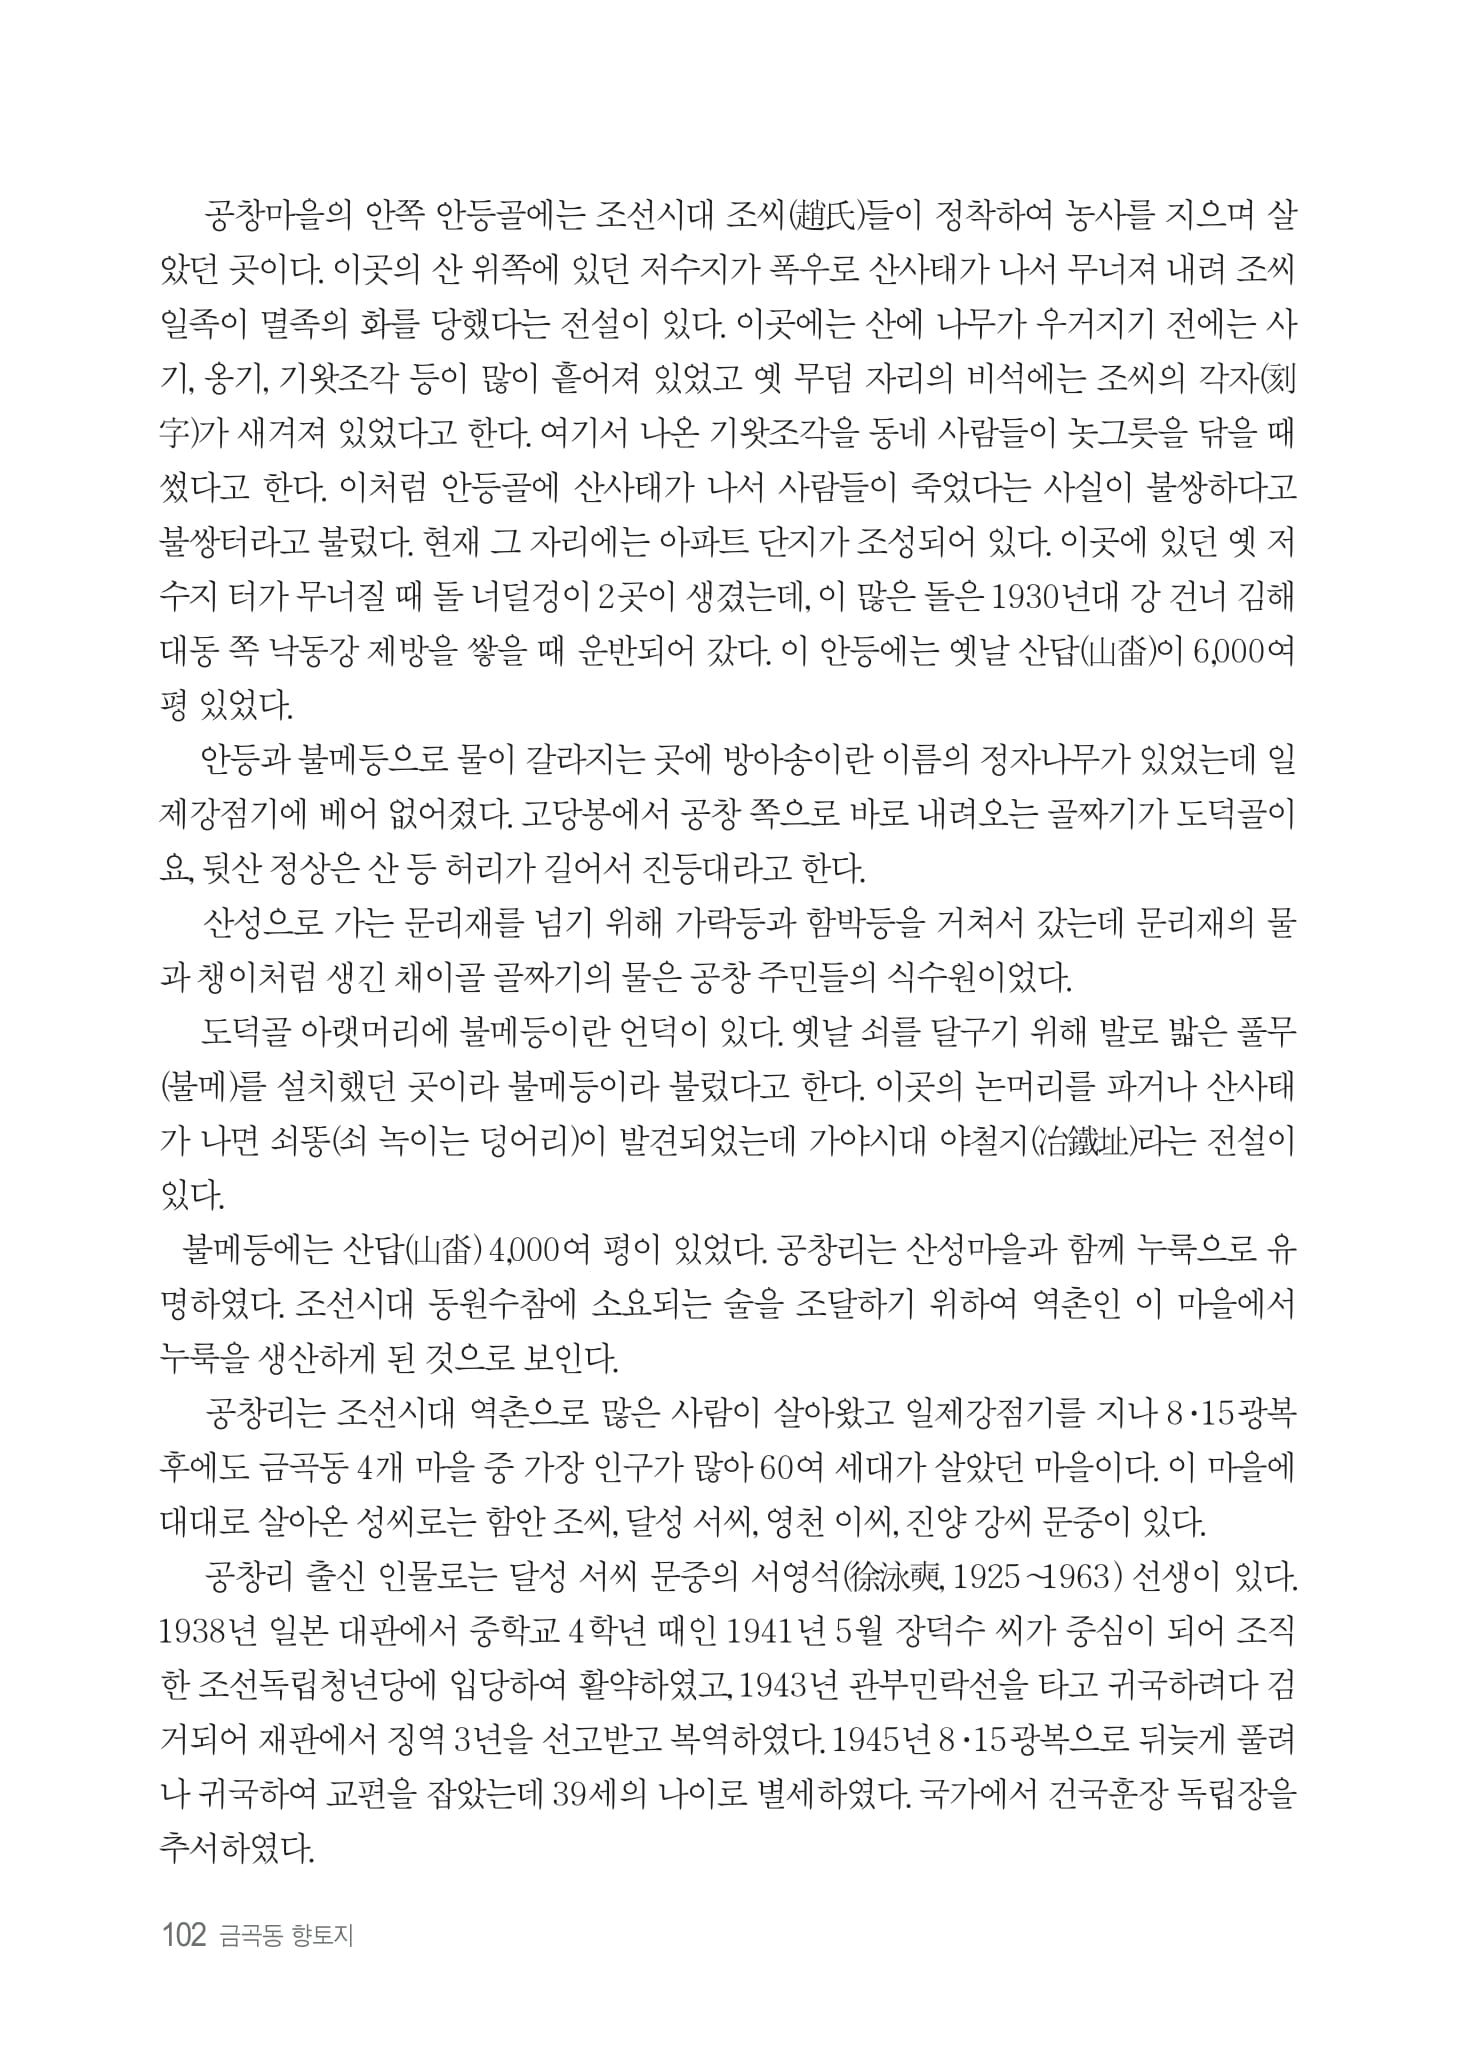 공창마을의 안쪽 안등골에는 조선시대 조씨(趙氏)들이 정착하여 농사를 지으며 살
았던 곳이다. 이곳의 산 위쪽에 있던 저수지가 폭우로 산사태가 나서 무너져 내려 조씨
일족이 멸족의 화를 당했다는 전설이 있다. 이곳에는 산에 나무가 우거지기 전에는 사
기, 옹기, 기왓조각 등이 많이 흩어져 있었고 옛 무덤 자리의 비석에는 조씨의 각자(刻
字)가 새겨져 있었다고 한다. 여기서 나온 기왓조각을 동네 사람들이 놋그릇을 닦을 때
썼다고 한다. 이처럼 안등골에 산사태가 나서 사람들이 죽었다는 사실이 불쌍하다고
불쌍터라고 불렀다. 현재 그 자리에는 아파트 단지가 조성되어 있다. 이곳에 있던 옛 저
수지 터가 무너질 때 돌 너덜겅이 2곳이 생겼는데, 이 많은 돌은 1930년대 강 건너 김해
대동 쪽 낙동강 제방을 쌓을 때 운반되어 갔다. 이 안등에는 옛날 산답(山畓)이 6,000여
평 있었다.
안등과 불메등으로 물이 갈라지는 곳에 방아송이란 이름의 정자나무가 있었는데 일
제강점기에 베어 없어졌다. 고당봉에서 공창 쪽으로 바로 내려오는 골짜기가 도덕골이
요, 뒷산 정상은 산 등 허리가 길어서 진등대라고 한다.
산성으로 가는 문리재를 넘기 위해 가락등과 함박등을 거쳐서 갔는데 문리재의 물
과 챙이처럼 생긴 채이골 골짜기의 물은 공창 주민들의 식수원이었다.
도덕골 아랫머리에 불메등이란 언덕이 있다. 옛날 쇠를 달구기 위해 발로 밟은 풀무
(불메)를 설치했던 곳이라 불메등이라 불렀다고 한다. 이곳의 논머리를 파거나 산사태
가 나면 쇠똥(쇠 녹이는 덩어리)이 발견되었는데 가야시대 야철지(冶鐵址)라는 전설이
있다.
불메등에는 산답(山畓) 4,000여 평이 있었다. 공창리는 산성마을과 함께 누룩으로 유
명하였다. 조선시대 동원수참에 소요되는 술을 조달하기 위하여 역촌인 이 마을에서
누룩을 생산하게 된 것으로 보인다.
공창리는 조선시대 역촌으로 많은 사람이 살아왔고 일제강점기를 지나 8·15광복
후에도 금곡동 4개 마을 중 가장 인구가 많아 60여 세대가 살았던 마을이다. 이 마을에
대대로 살아온 성씨로는 함안 조씨, 달성 서씨, 영천 이씨, 진양 강씨 문중이 있다.
공창리 출신 인물로는 달성 서씨 문중의 서영석(徐泳奭, 1925~1963) 선생이 있다.
1938년 일본 대판에서 중학교 4학년 때인 1941년 5월 장덕수 씨가 중심이 되어 조직
한 조선독립청년당에 입당하여 활약하였고, 1943년 관부민락선을 타고 귀국하려다 검
거되어 재판에서 징역 3년을 선고받고 복역하였다. 1945년 8·15광복으로 뒤늦게 풀려
나 귀국하여 교편을 잡았는데 39세의 나이로 별세하였다. 국가에서 건국훈장 독립장을
추서하였다.
102 금곡동 향토지